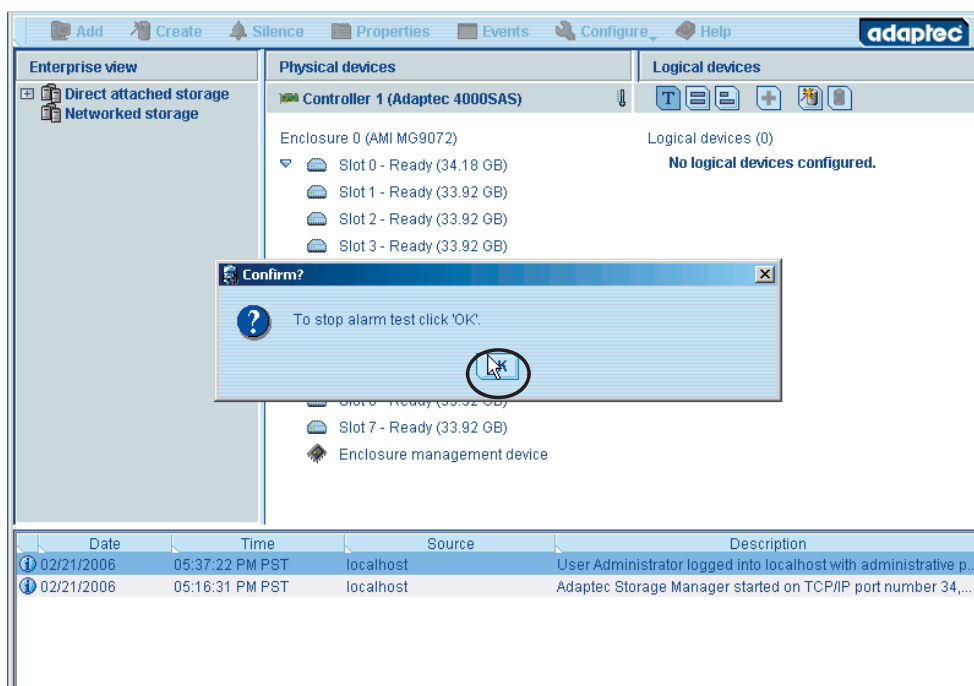 Add Create Silence Properties Events Configure Help adaptec
Enterprise view
Direct attached storage
Networked storage
Physical devices
Controller 1 (Adaptec 4000SAS)
Enclosure 0 (AMI MG9072)
Slot 0 - Ready (34.18 GB)
Slot 1 - Ready (33.92 GB)
Slot 2 - Ready (33.92 GB)
Slot 3 - Ready (33.92 GB)
Logical devices
T
Logical devices (0)
No logical devices configured.
Confirm?
To stop alarm test click 'OK'.
Slot 7 - Ready (33.92 GB)
Enclosure management device
Date Time Source Description
02/21/2006 05:37:22 PM PST localhost User Administrator logged into localhost with administrative p...
02/21/2006 05:16:31 PM PST localhost Adaptec Storage Manager started on TCP/IP port number 34,...